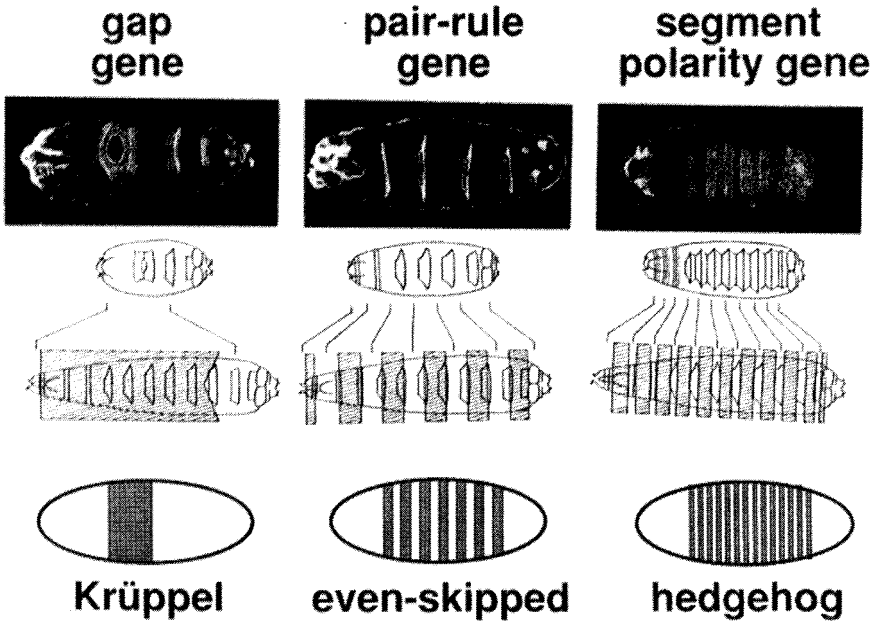 gap
gene
pair-rule
gene
segment
polarity gene
Krüppel
even-skipped
hedgehog